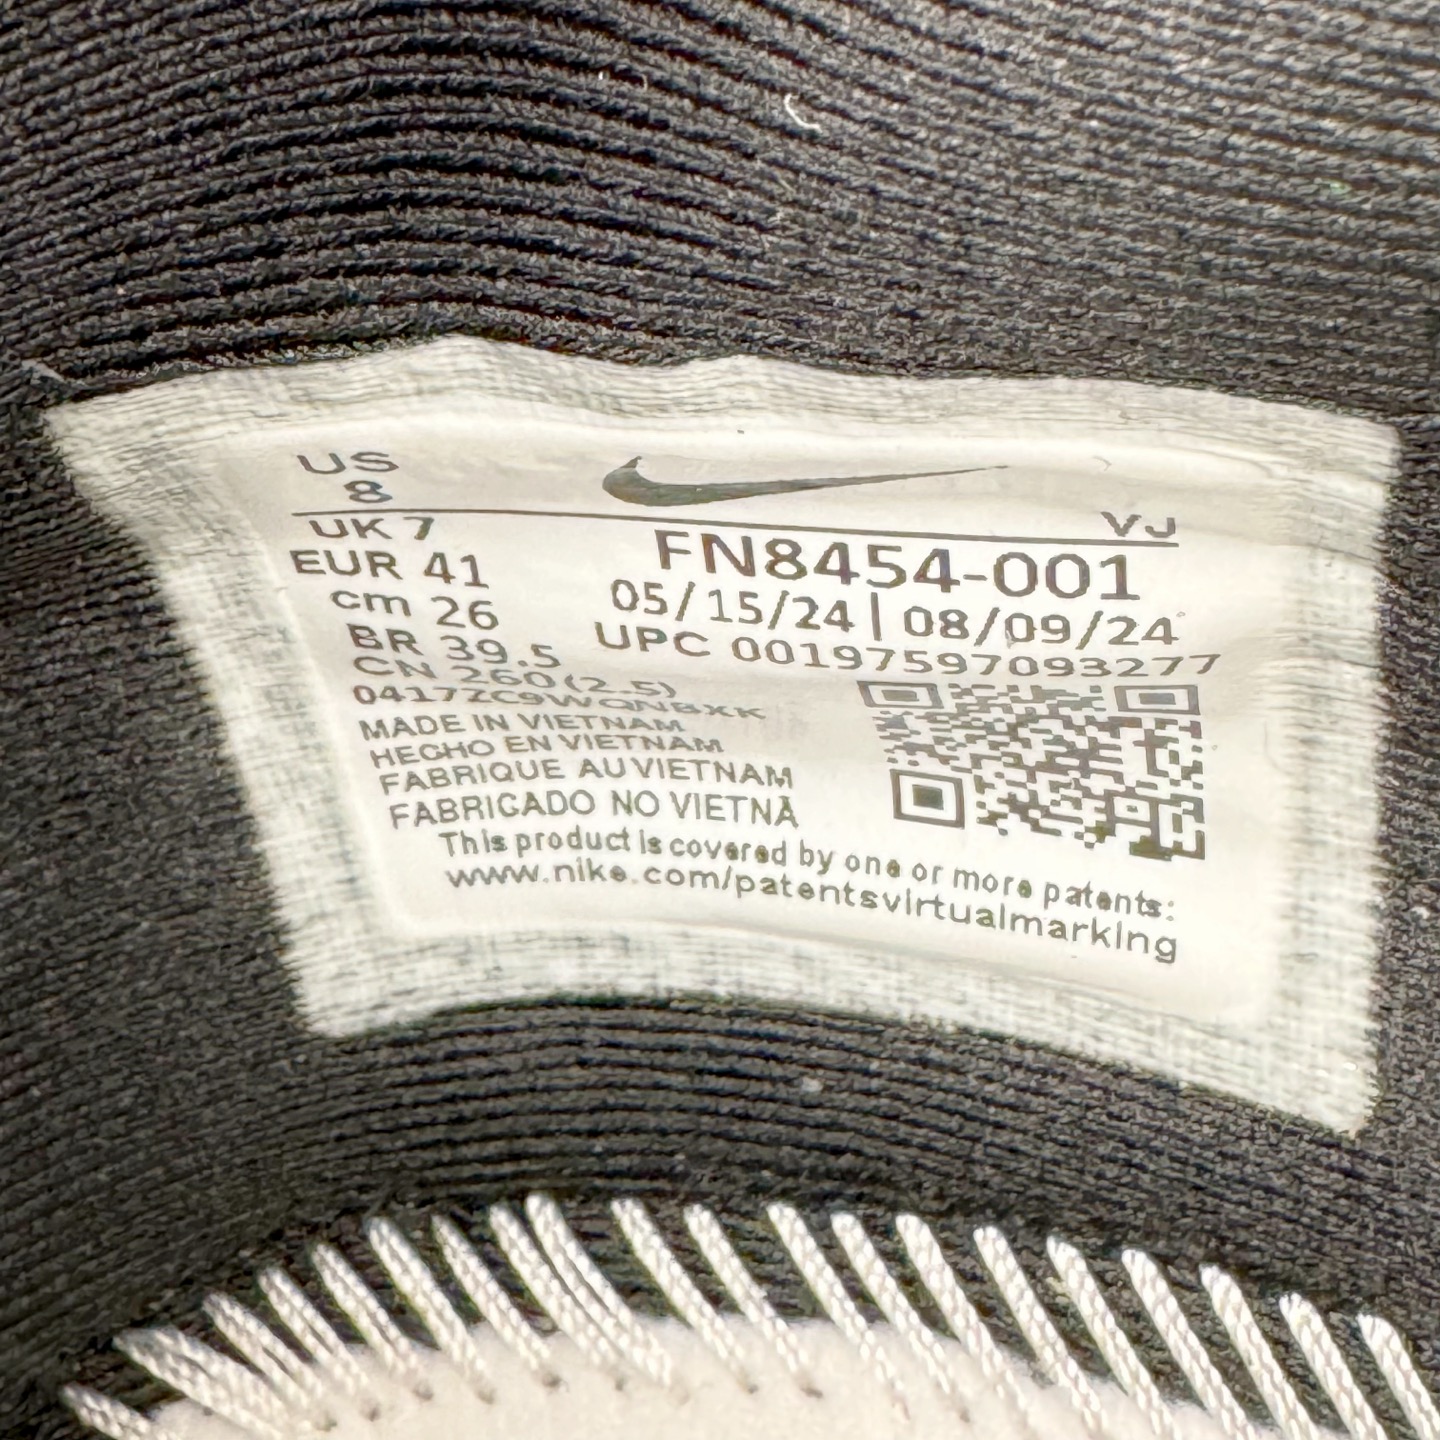 US
8
VJ
UK 7
EUR 41
cm 26
BR 39.5
CN 260(2.5)
0417ZC9WQNBXK
MADE IN VIETNAM
HECHO EN VIETNAM
FABRIQUE AU VIETNAM
FABRICADO NO VIETNÃ
FN8454-001
05/15/24 | 08/09/24
UPC 00197597093277
This product is covered by one or more patents:
www.nike.com/patentsvirtualmarking